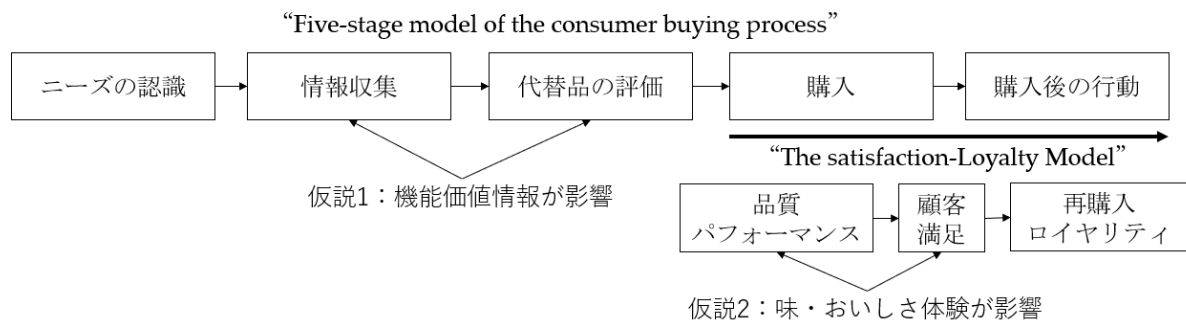 “Five-stage model of the consumer buying process”
ニーズの認識
情報収集
代替品の評価
購入
購入後の行動
“The satisfaction-Loyalty Model”
仮説1：機能価値情報が影響
品質
パフォーマンス
顧客
満足
再購入
ロイヤリティ
仮説2：味・おいしさ体験が影響